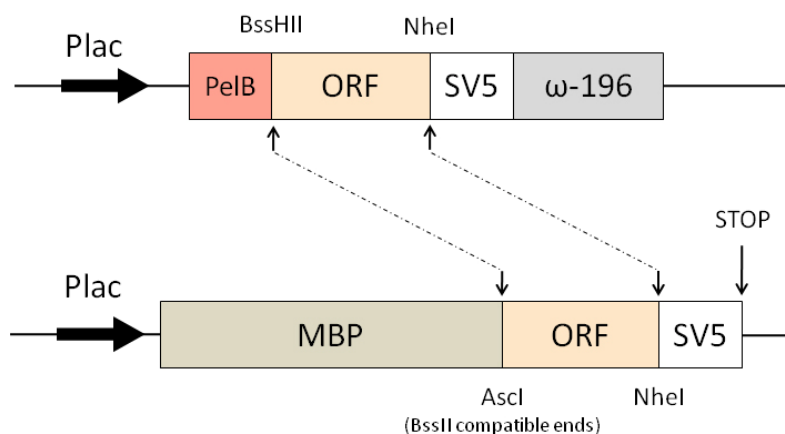 BssHII NheI
Plac
PelB ORF SV5 ω-196
STOP
Plac
MBP ORF SV5
AscI NheI
(BssII compatible ends)